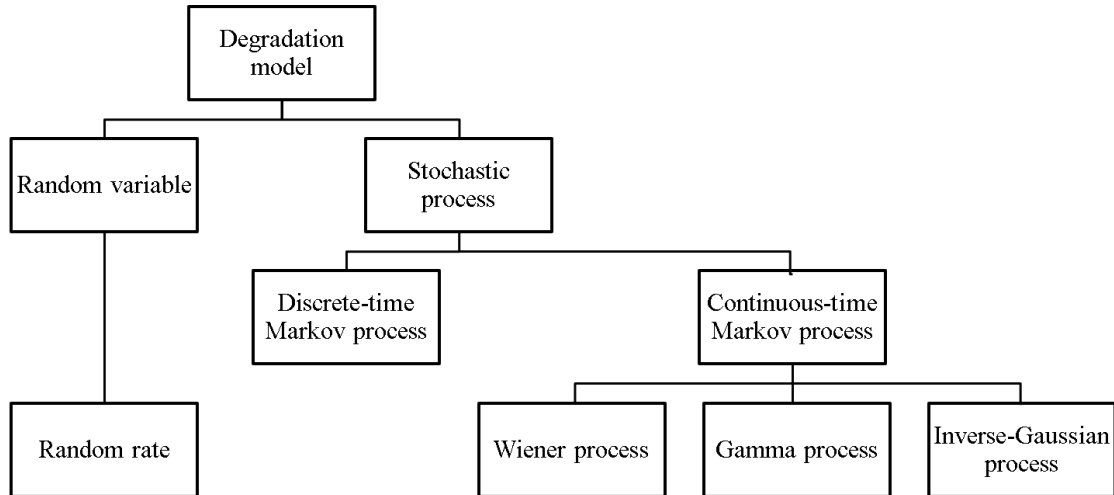 Degradation
model
Random variable
Stochastic
process
Discrete-time
Markov process
Continuous-time
Markov process
Random rate
Wiener process
Gamma process
Inverse-Gaussian
process